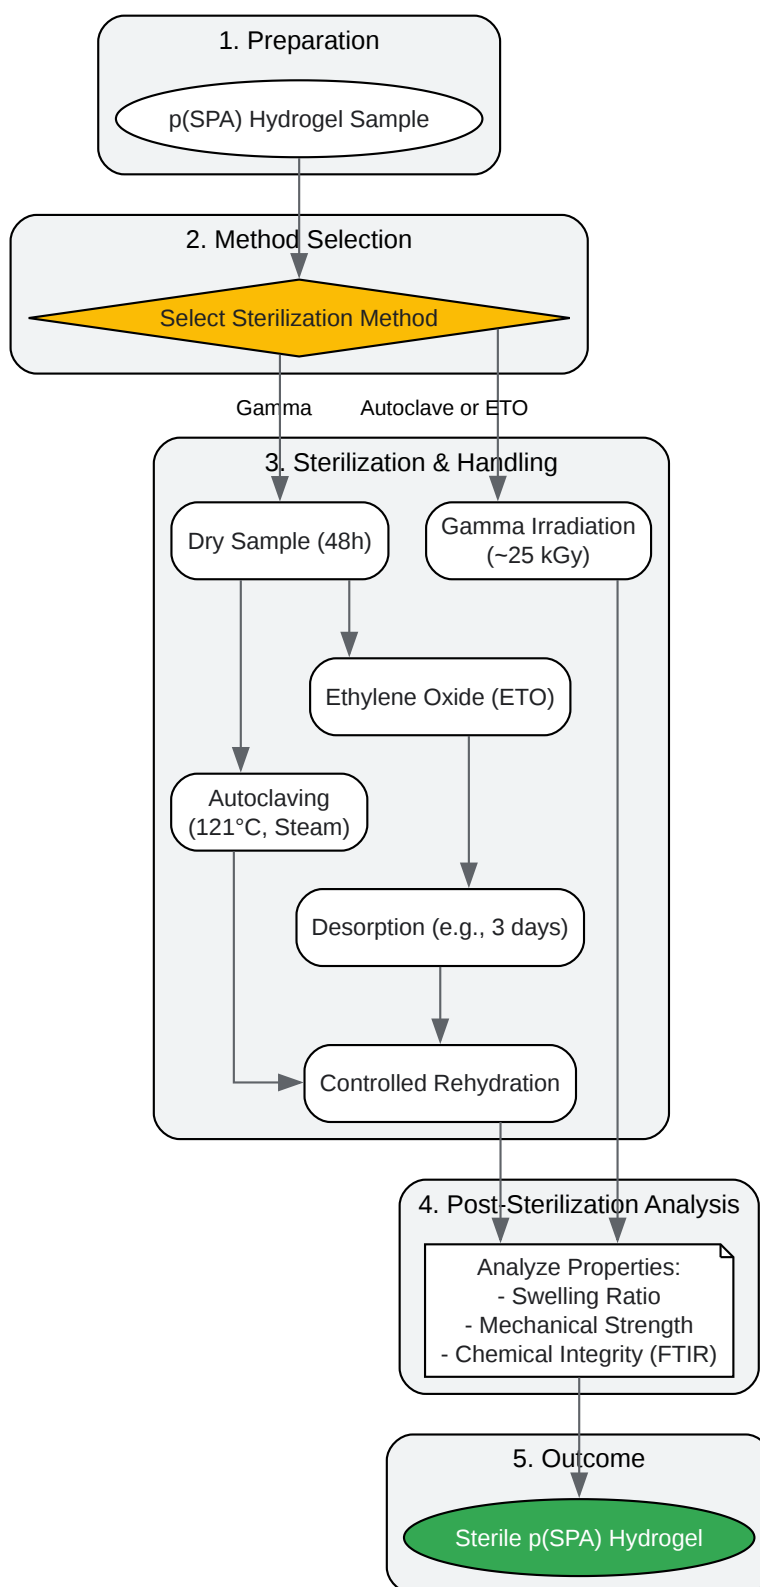 1. Preparation
p(SPA) Hydrogel Sample
2. Method Selection
Select Sterilization Method
Gamma
Autoclave or ETO
3. Sterilization & Handling
Dry Sample (48h)
Gamma Irradiation
(~25 kGy)
Ethylene Oxide (ETO)
Autoclaving
(121°C, Steam)
Desorption (e.g., 3 days)
Controlled Rehydration
4. Post-Sterilization Analysis
Analyze Properties:
- Swelling Ratio
- Mechanical Strength
- Chemical Integrity (FTIR)
5. Outcome
Sterile p(SPA) Hydrogel